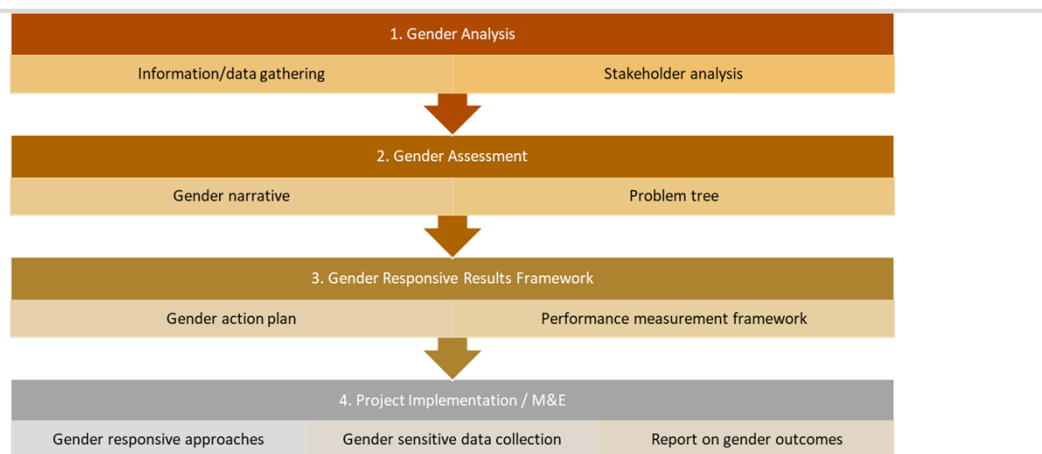 1. Gender Analysis
Information/data gathering
Stakeholder analysis
2. Gender Assessment
Gender narrative
Problem tree
3. Gender Responsive Results Framework
Gender action plan
Performance measurement framework
4. Project Implementation / M&E
Gender responsive approaches
Gender sensitive data collection
Report on gender outcomes